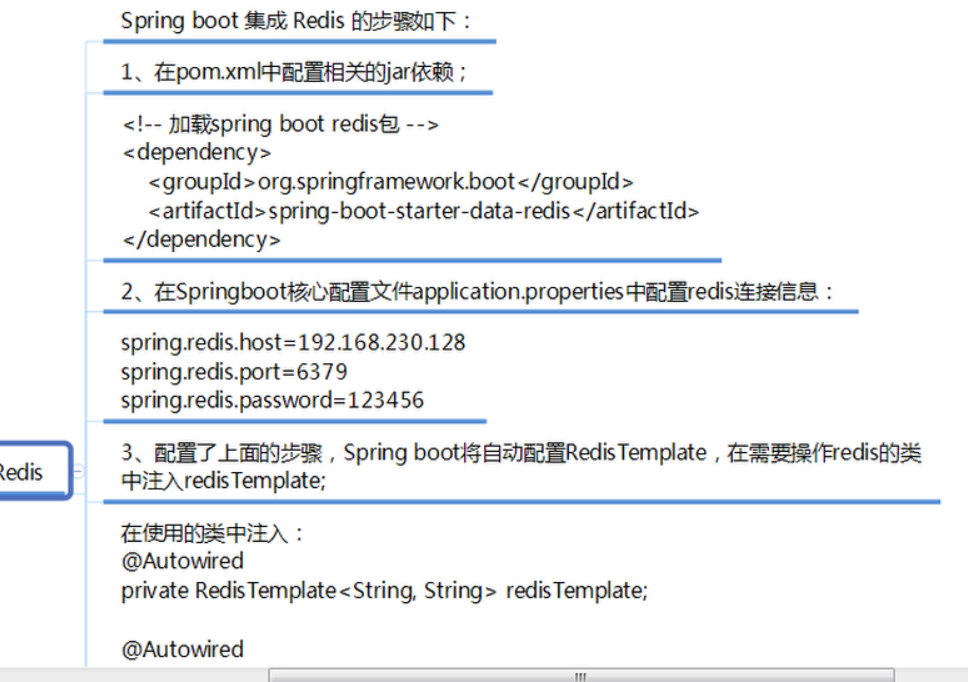 Spring boot 集成 Redis 的步骤如下：
1、在pom.xml中配置相关的jar依赖；
<!-- 加载spring boot redis包 -->
<dependency>
<groupId>org.springframework.boot</groupId>
<artifactId>spring-boot-starter-data-redis</artifactId>
</dependency>
2、在Springboot核心配置文件application.properties中配置redis连接信息：
spring.redis.host=192.168.230.128
spring.redis.port=6379
spring.redis.password=123456
Redis
3、配置了上面的步骤，Spring boot将自动配置RedisTemplate，在需要操作redis的类
中注入redisTemplate;
在使用的类中注入：
@Autowired
private RedisTemplate<String, String> redisTemplate;
@Autowired